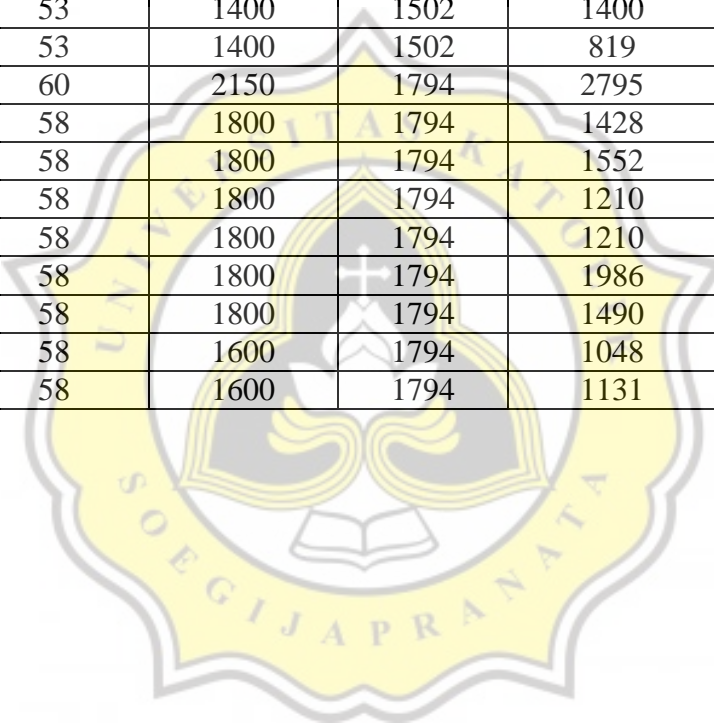 53 1400 1502 1400
53 1400 1502 819
60 2150 1794 2795
58 1800 1794 1428
58 1800 1794 1552
58 1800 1794 1210
58 1800 1794 1210
58 1800 1794 1986
58 1800 1794 1490
58 1600 1794 1048
58 1600 1794 1131
UNIVERSITAS KATOLIK
SOEGIJAPRANATA